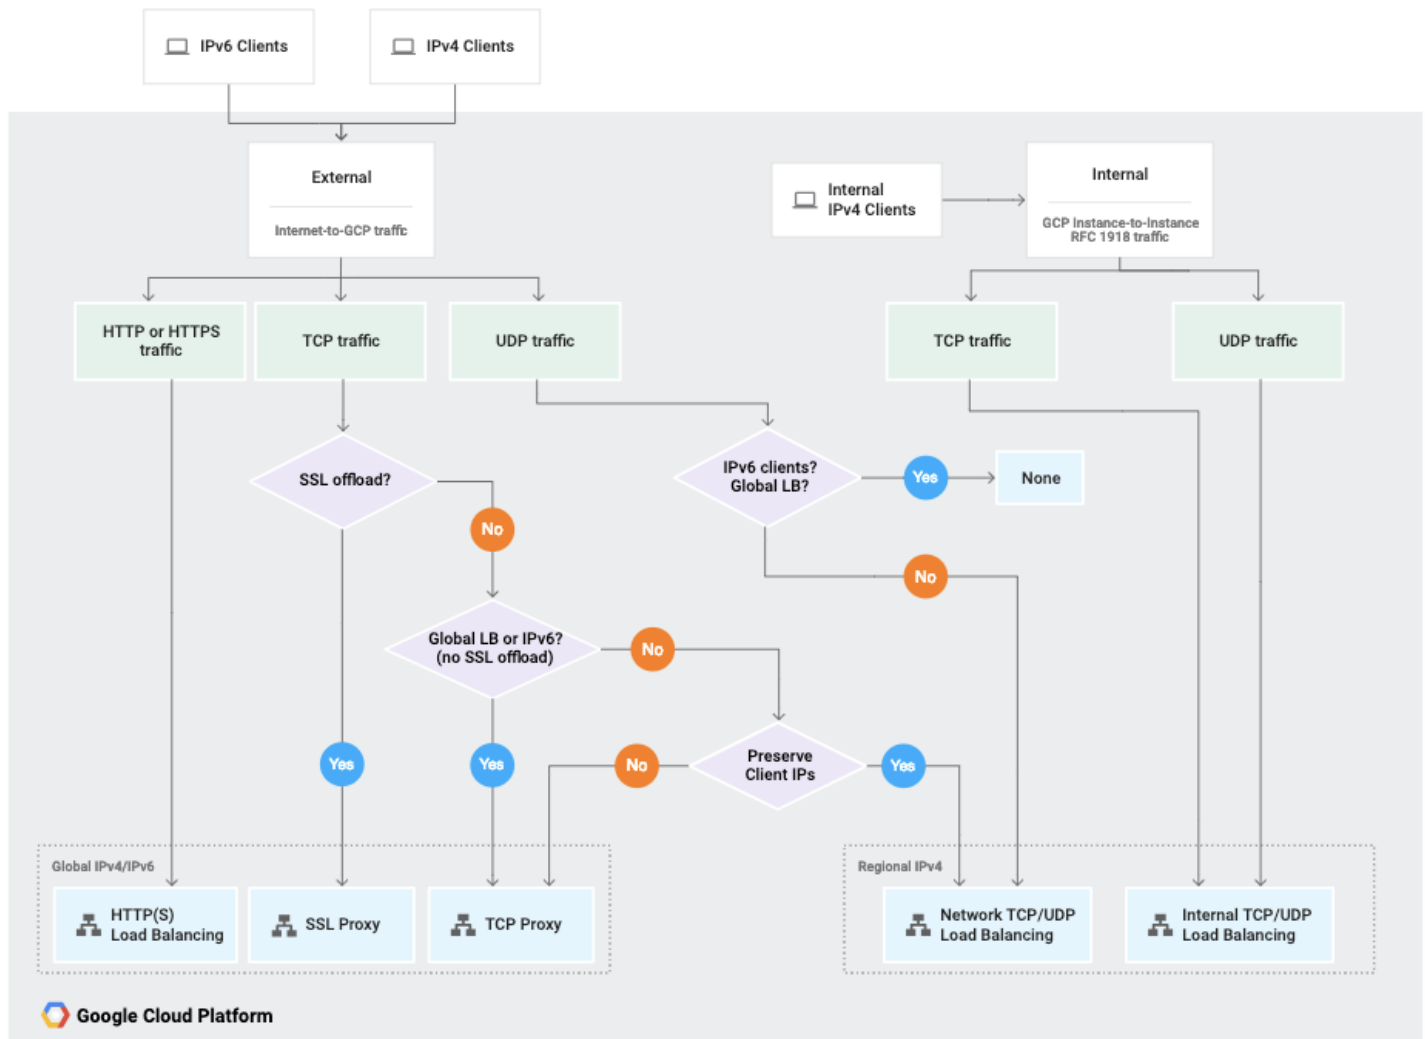 IPv6 Clients
IPv4 Clients
External
Internet-to-GCP traffic
Internal
IPv4 Clients
Internal
GCP Instance-to-Instance
RFC 1918 traffic
HTTP or HTTPS
traffic
TCP traffic
UDP traffic
TCP traffic
UDP traffic
SSL offload?
IPv6 clients?
Global LB?
Yes
None
No
No
Global LB or IPv6?
(no SSL offload)
No
Yes
Yes
No
Preserve
Client IPs
Yes
Global IPv4/IPv6
Regional IPv4
HTTP(S)
Load Balancing
SSL Proxy
TCP Proxy
Network TCP/UDP
Load Balancing
Internal TCP/UDP
Load Balancing
Google Cloud Platform